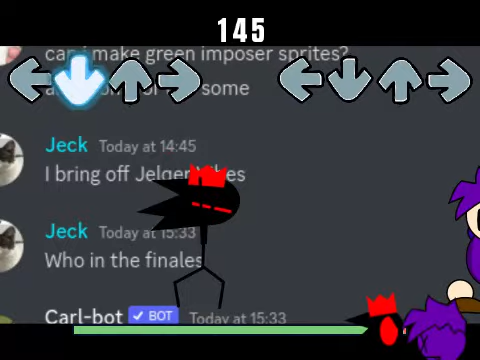 145
can i make green imposer sprites?
some
Jeck Today at 14:45
I bring off Jelger Vibes
Jeck Today at 15:33
Who in the finales
Carl-bot ✔ BOT Today at 15:33